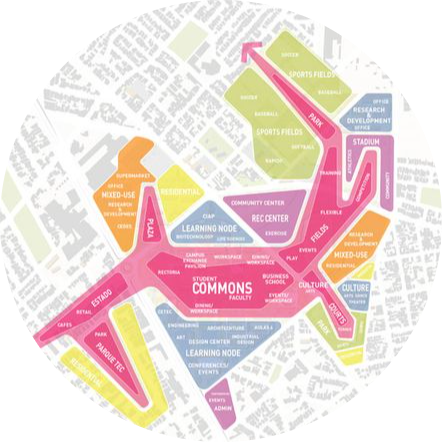 SOCCER
SPORTS FIELDS
BASEBALL
SOCCER
BASEBALL
SPORTS FIELDS
SOFTBALL
PARK
OFFICE
RESEARCH
&
DEVELOPMENT
OFFICE
STADIUM
ATHLETICS
COMMUNITY
TRAINING
FLEXIBLE
FIELDS
SUPERMARKET
OFFICE
MIXED-USE
RESEARCH
&
DEVELOPMENT
RESIDENTIAL
PLAZA
CIAP
LEARNING NODE
BIOTECHNOLOGY
LIFE SCIENCES
COMMUNITY CENTER
REC CENTER
EXERCISE
RESEARCH
&
DEVELOPMENT
MIXED-USE
RESIDENTIAL
PLAY
EVENTS
CAMPUS
EXCHANGE
PAVILION
WORKSPACE
DINING/
WORKSPACE
RECTORIA
STUDENT
COMMONS
FACULTY
BUSINESS
SCHOOL
DINING/
WORKSPACE
EVENTS/
WORKSPACE
CULTURE
ARTS
CULTURE
THEATER
COURTS
TENNIS
PARK
ESTADO
RETAIL
CAFES
PARK
PARQUE TEC
RESIDENTIAL
CETEC
ENGINEERING
ARCHITECTURE
AULAS
ART
DESIGN CENTER
INDUSTRIAL
DESIGN
LEARNING NODE
CONFERENCES/
EVENTS
EVENTS
ADMIN